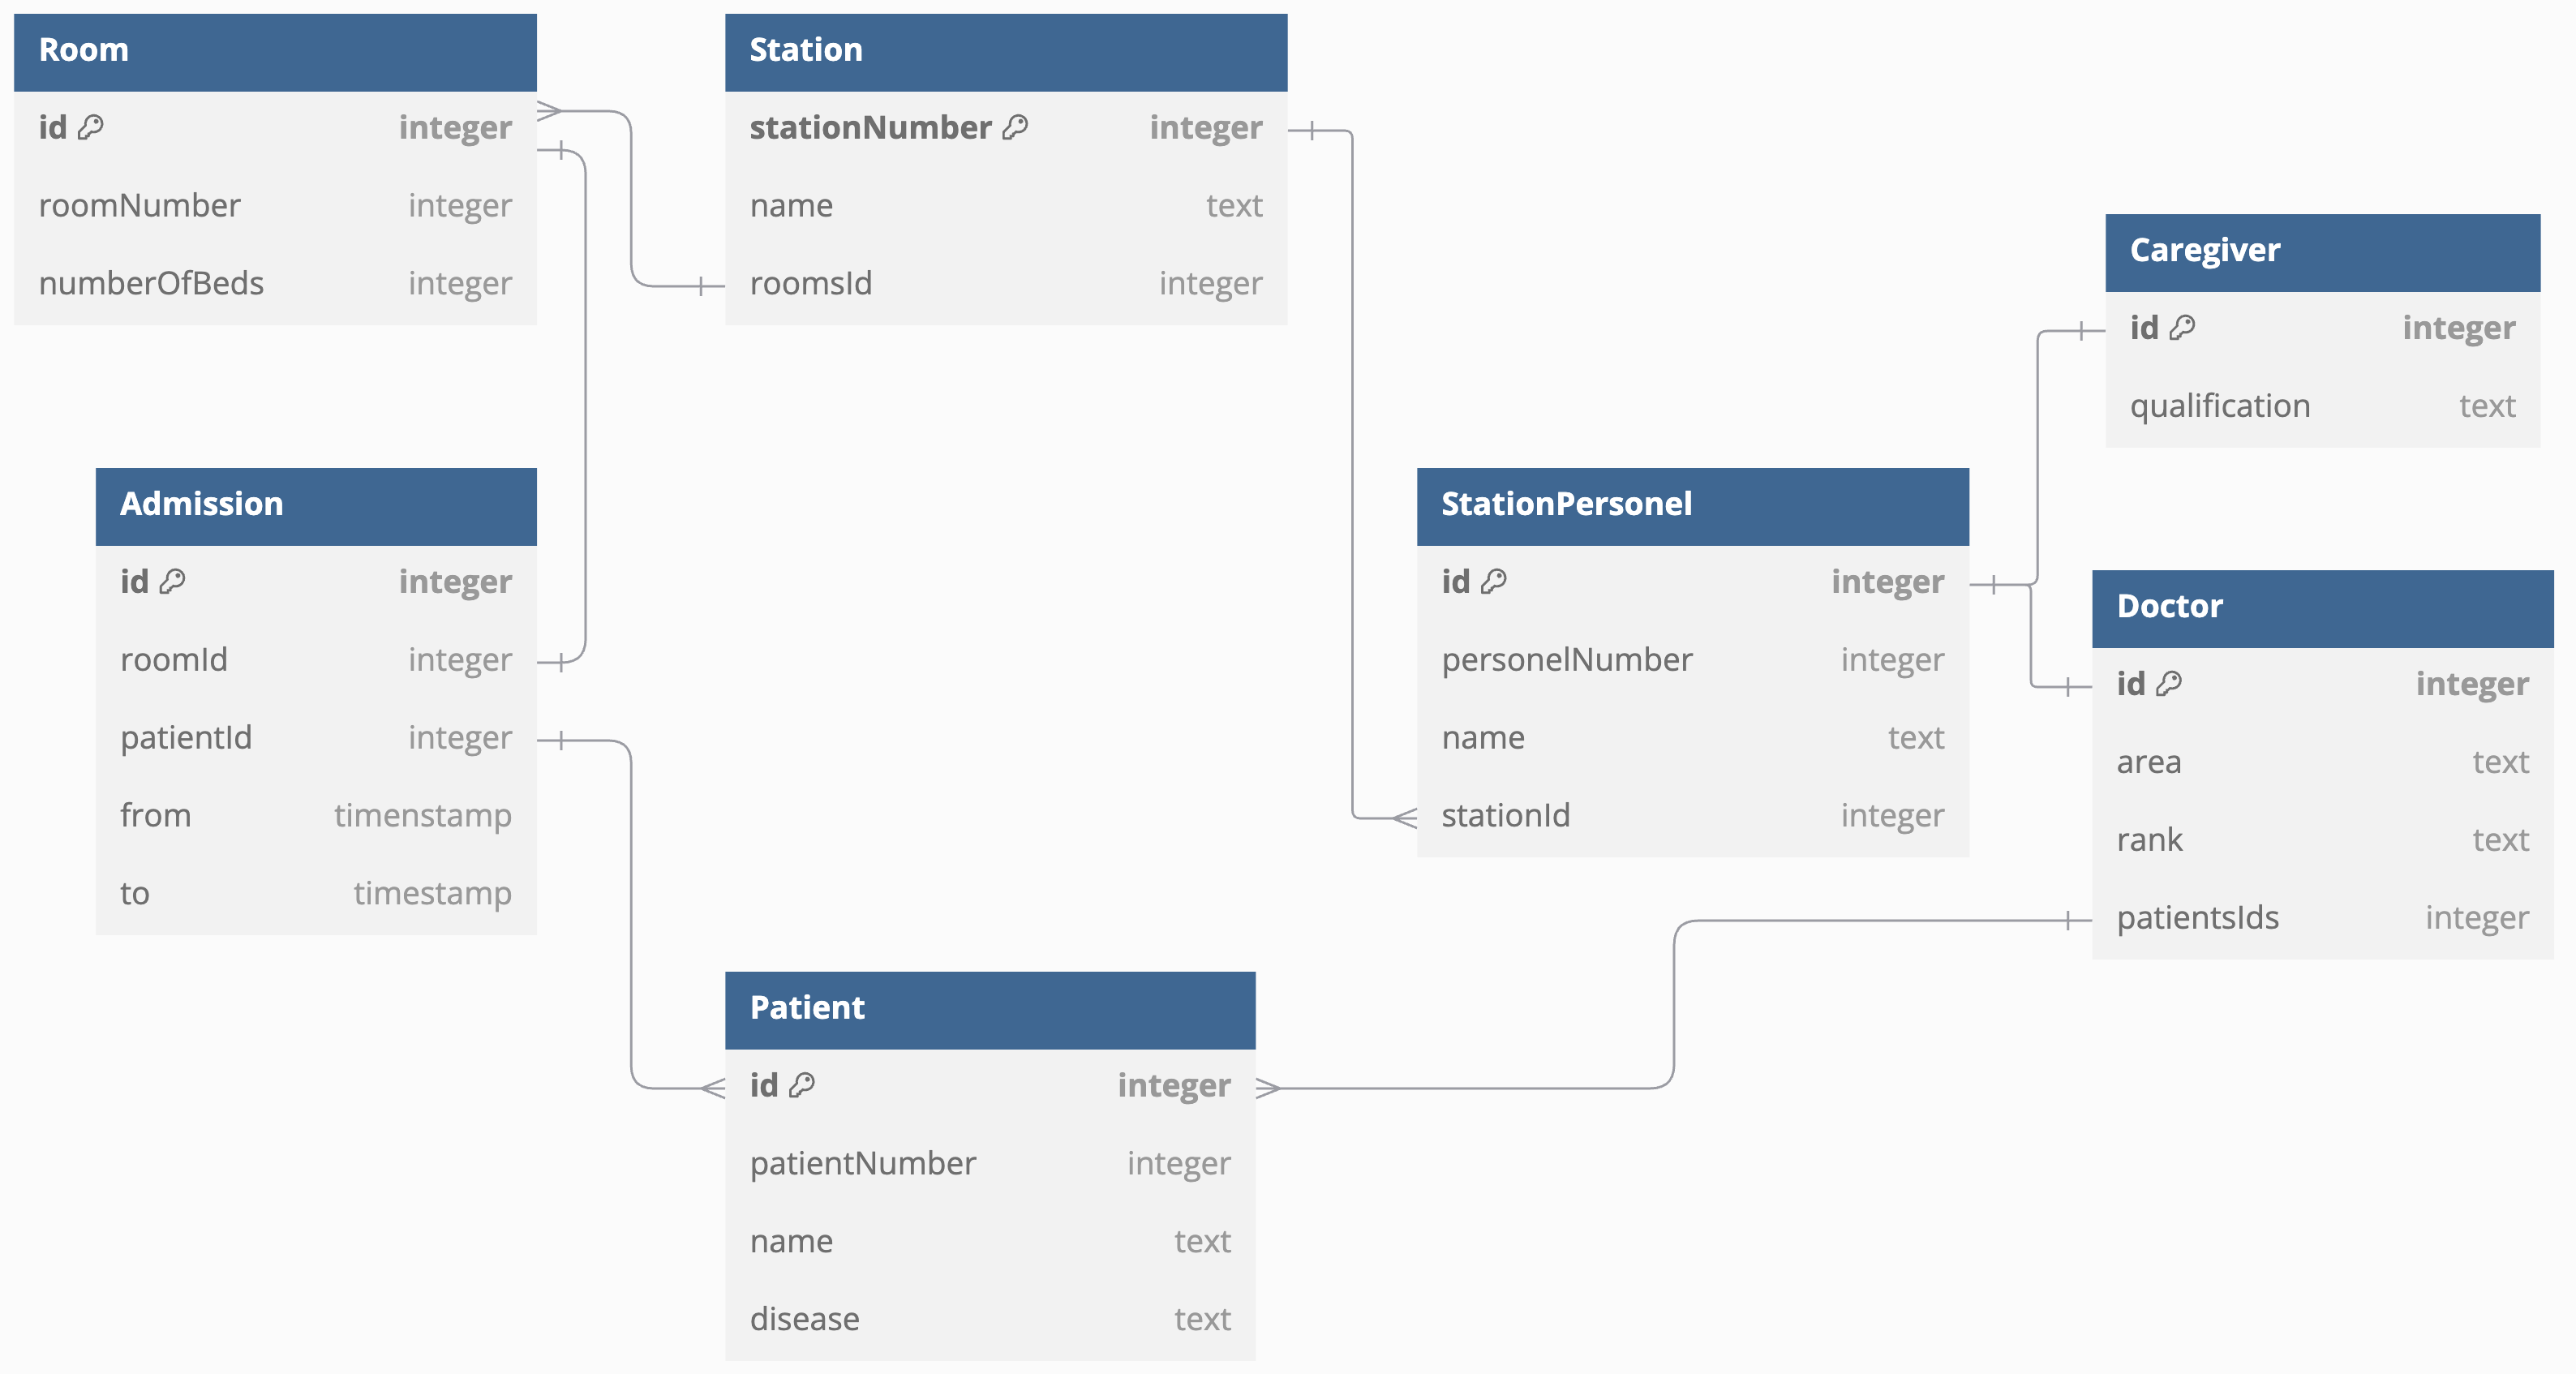 Room
id integer
roomNumber integer
numberOfBeds integer
Station
stationNumber integer
name text
roomsId integer
Caregiver
id integer
qualification text
Admission
id integer
roomId integer
patientId integer
from timenstamp
to timestamp
StationPersonel
id integer
personelNumber integer
name text
stationId integer
Doctor
id integer
area text
rank text
patientsIds integer
Patient
id integer
patientNumber integer
name text
disease text